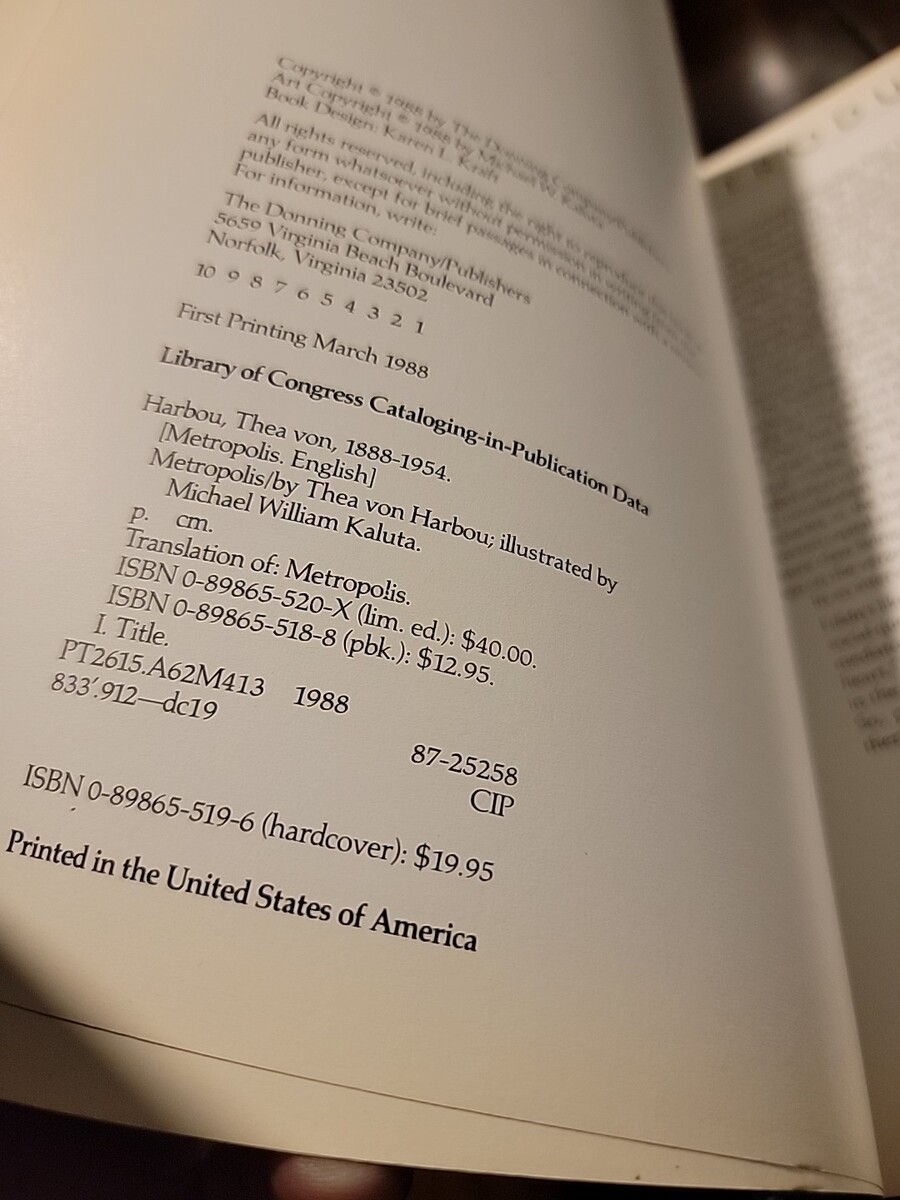 Copyright © 1988 by The Donning Company/Publishers
Art Copyright © 1988 by Michael W. Kaluta
Book Design: Karen L. Kraft
All rights reserved, including the right to reproduce
any form whatsoever without permission in writing
publisher, except for brief passages in connection with
For information, write:
The Donning Company/Publishers
5659 Virginia Beach Boulevard
Norfolk, Virginia 23502
10 9 8 7 6 5 4 3 2 1
First Printing March 1988
Library of Congress Cataloging-in-Publication Data
Harbou, Thea von, 1888-1954.
[Metropolis. English]
Metropolis/by Thea von Harbou; illustrated by
Michael William Kaluta.
p. cm.
Translation of: Metropolis.
ISBN 0-89865-520-X (lim. ed.): $40.00.
ISBN 0-89865-518-8 (pbk.): $12.95.
I. Title.
PT2615.A62M413 1988
833′.912—dc19
87-25258
CIP
ISBN 0-89865-519-6 (hardcover): $19.95
Printed in the United States of America